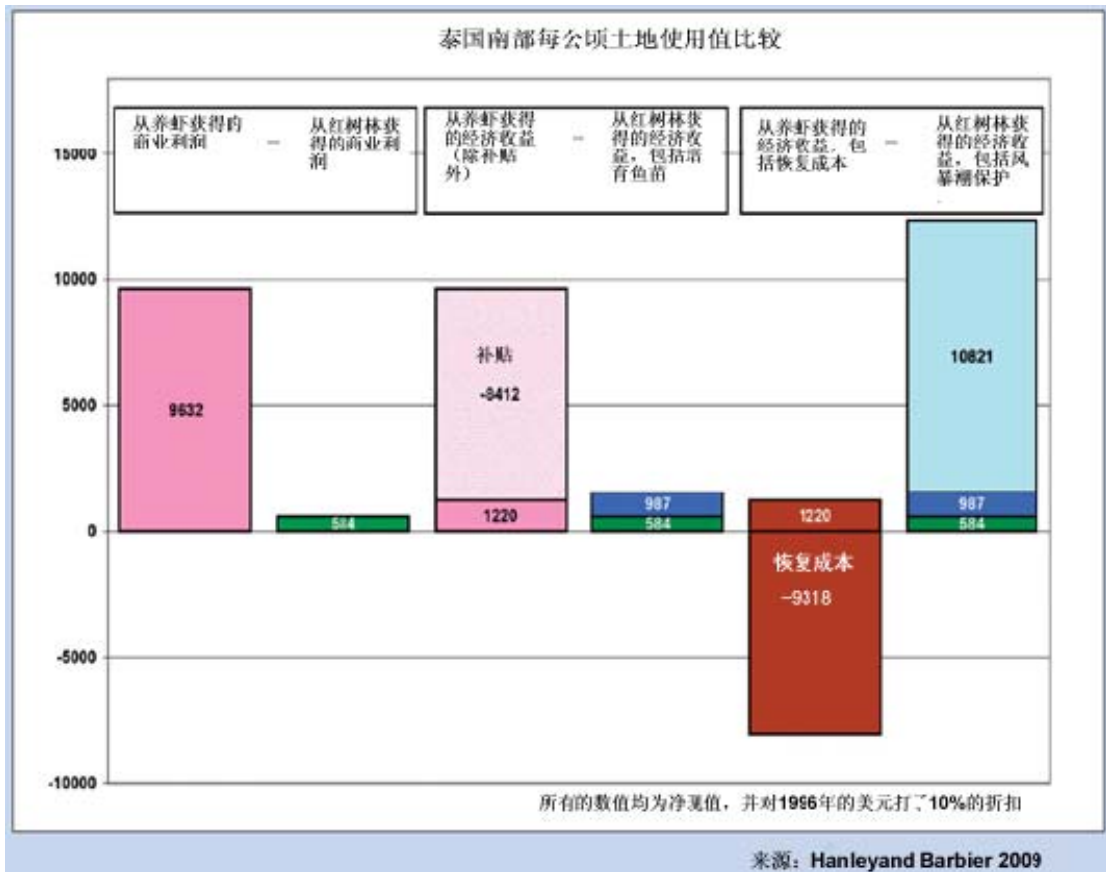 泰国南部每公顷土地使用值比较
从养虾获得的
商业利润
–
从红树林获
得的商业利
润
从养虾获得
的经济收益
（除补贴
外）
–
从红树林获
得的经济收
益，包括培
育鱼苗
从养虾获得的
经济收益，包
括恢复成本
–
从红树林获
得的经济收
益，包括风
暴潮保护
15000
10000
5000
0
-5000
-10000
9632
584
补贴
-8412
1220
987
584
1220
恢复成本
–9318
10821
987
584
所有的数值均为净现值，并对1996年的美元打了10%的折扣
来源：Hanleyand Barbier 2009